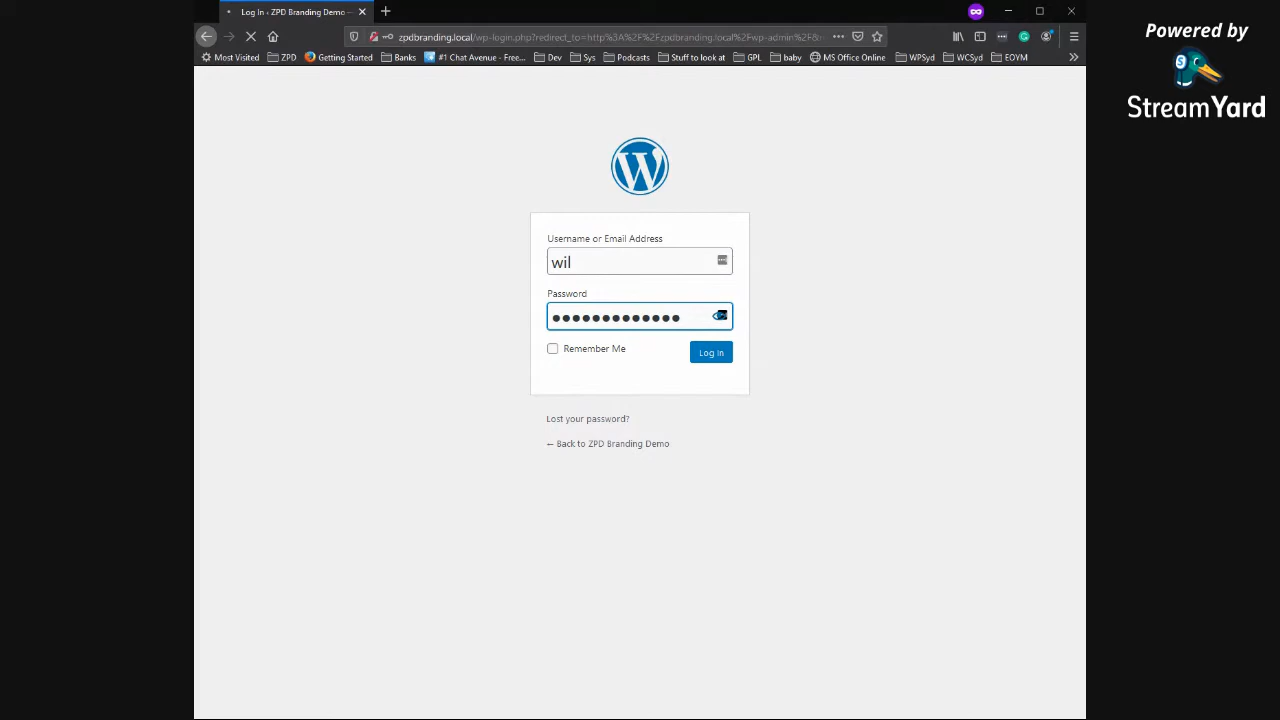 Log In ‹ ZPD Branding Demo —
zpdbranding.local/wp-login.php?redirect_to=http%3A%2F%2Fzpdbranding.local%2Fwp-admin%2F&
Most Visited ZPD Getting Started Banks #1 Chat Avenue - Free... Dev Sys Podcasts Stuff to look at GPL baby MS Office Online WPSyd WCSyd EOYM
Powered by
StreamYard
Username or Email Address
wil
Password
Remember Me
Log In
Lost your password?
← Back to ZPD Branding Demo